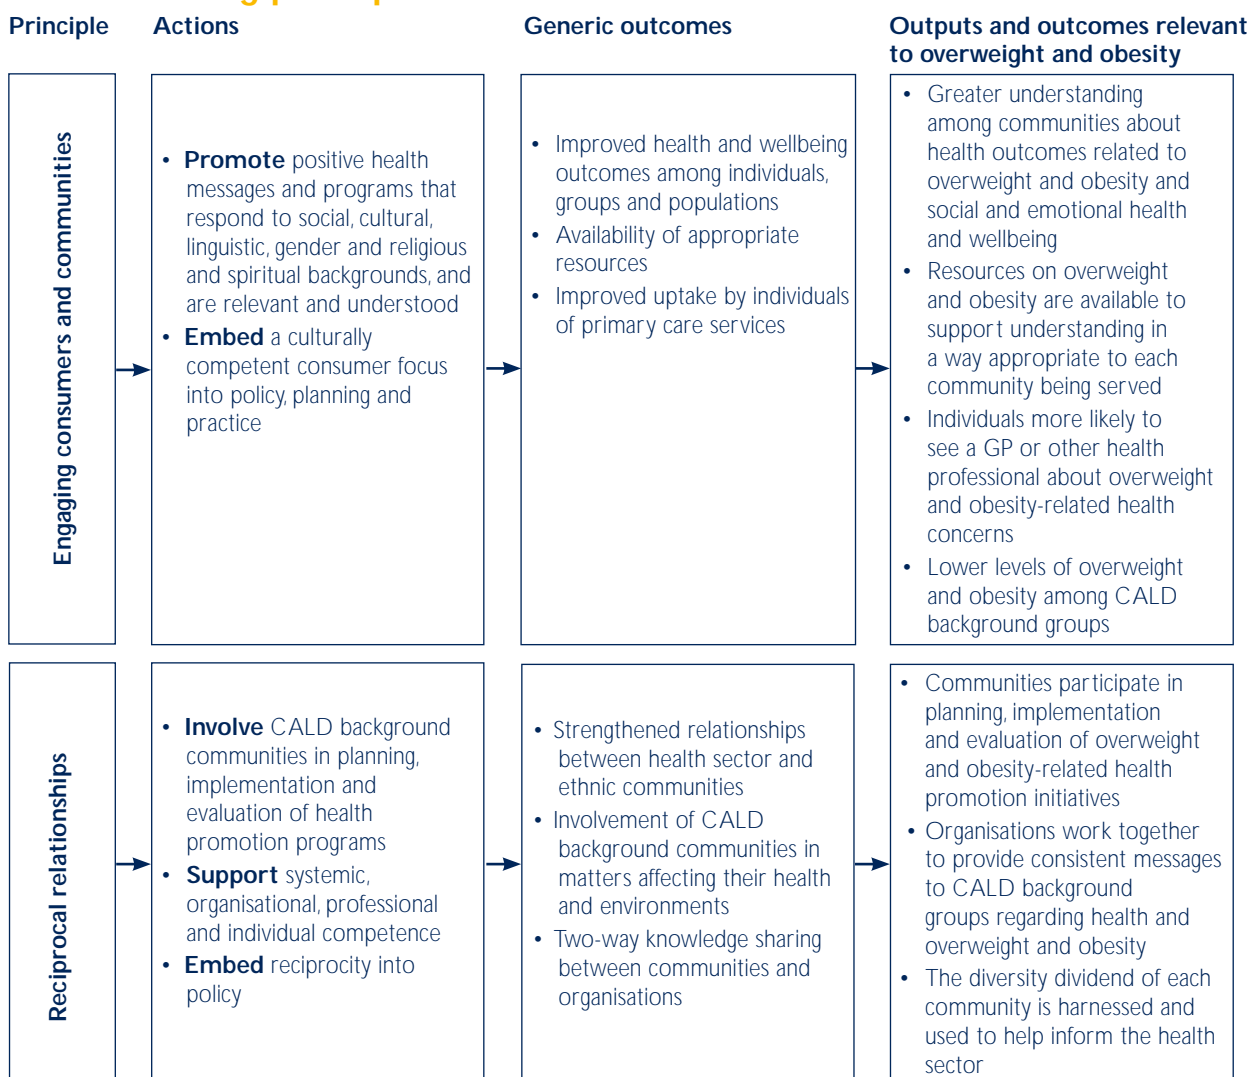 Principle
Actions
Generic outcomes
Outputs and outcomes relevant
to overweight and obesity
Engaging consumers and communities
• Promote positive health
messages and programs that
respond to social, cultural,
linguistic, gender and religious
and spiritual backgrounds, and
are relevant and understood
• Embed a culturally
competent consumer focus
into policy, planning and
practice
• Improved health and wellbeing
outcomes among individuals,
groups and populations
• Availability of appropriate
resources
• Improved uptake by individuals
of primary care services
• Greater understanding
among communities about
health outcomes related to
overweight and obesity and
social and emotional health
and wellbeing
• Resources on overweight
and obesity are available to
support understanding in
a way appropriate to each
community being served
• Individuals more likely to
see a GP or other health
professional about overweight
and obesity-related health
concerns
• Lower levels of overweight
and obesity among CALD
background groups
Reciprocal relationships
• Involve CALD background
communities in planning,
implementation and
evaluation of health
promotion programs
• Support systemic,
organisational, professional
and individual competence
• Embed reciprocity into
policy
• Strengthened relationships
between health sector and
ethnic communities
• Involvement of CALD
background communities in
matters affecting their health
and environments
• Two-way knowledge sharing
between communities and
organisations
• Communities participate in
planning, implementation
and evaluation of overweight
and obesity-related health
promotion initiatives
• Organisations work together
to provide consistent messages
to CALD background
groups regarding health and
overweight and obesity
• The diversity dividend of each
community is harnessed and
used to help inform the health
sector